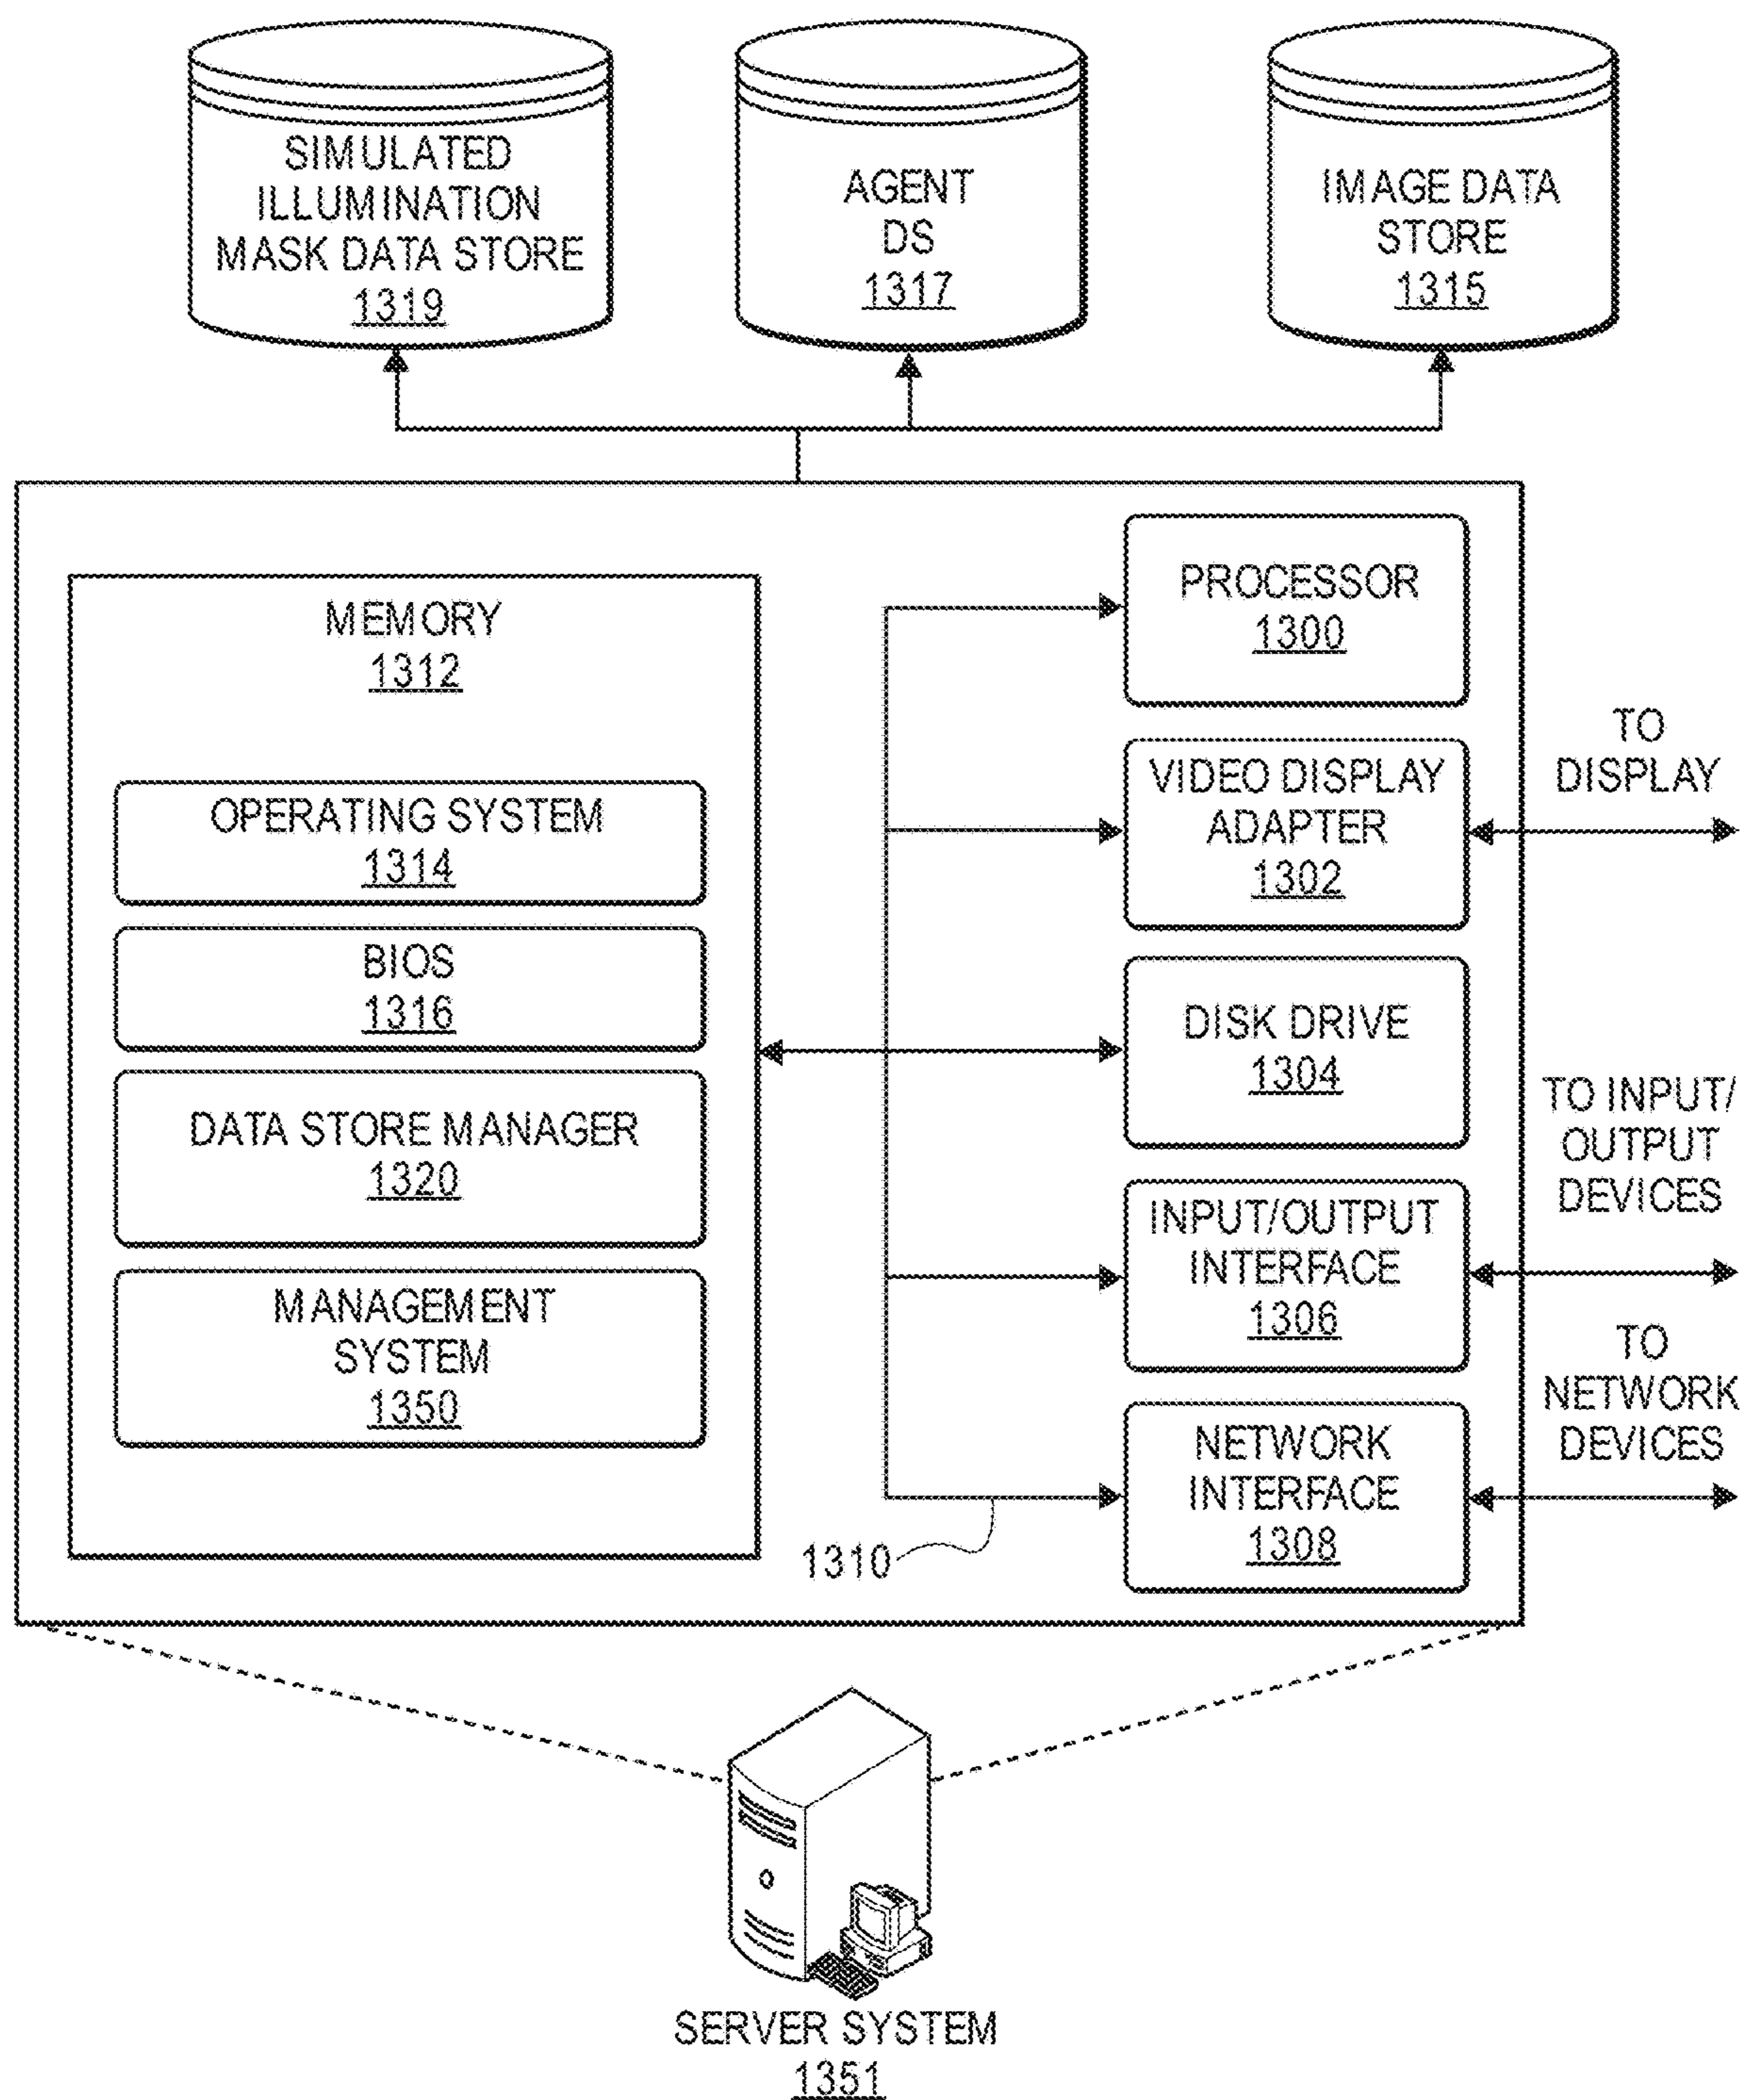 SIMULATED
ILLUMINATION
MASK DATA STORE
1319
AGENT
DS
1317
IMAGE DATA
STORE
1315
MEMORY
1312
OPERATING SYSTEM
1314
BIOS
1316
DATA STORE MANAGER
1320
MANAGEMENT
SYSTEM
1350
PROCESSOR
1300
VIDEO DISPLAY
ADAPTER
1302
DISK DRIVE
1304
INPUT/OUTPUT
INTERFACE
1306
NETWORK
INTERFACE
1308
1310
TO
DISPLAY
TO INPUT/
OUTPUT
DEVICES
TO
NETWORK
DEVICES
SERVER SYSTEM
1351